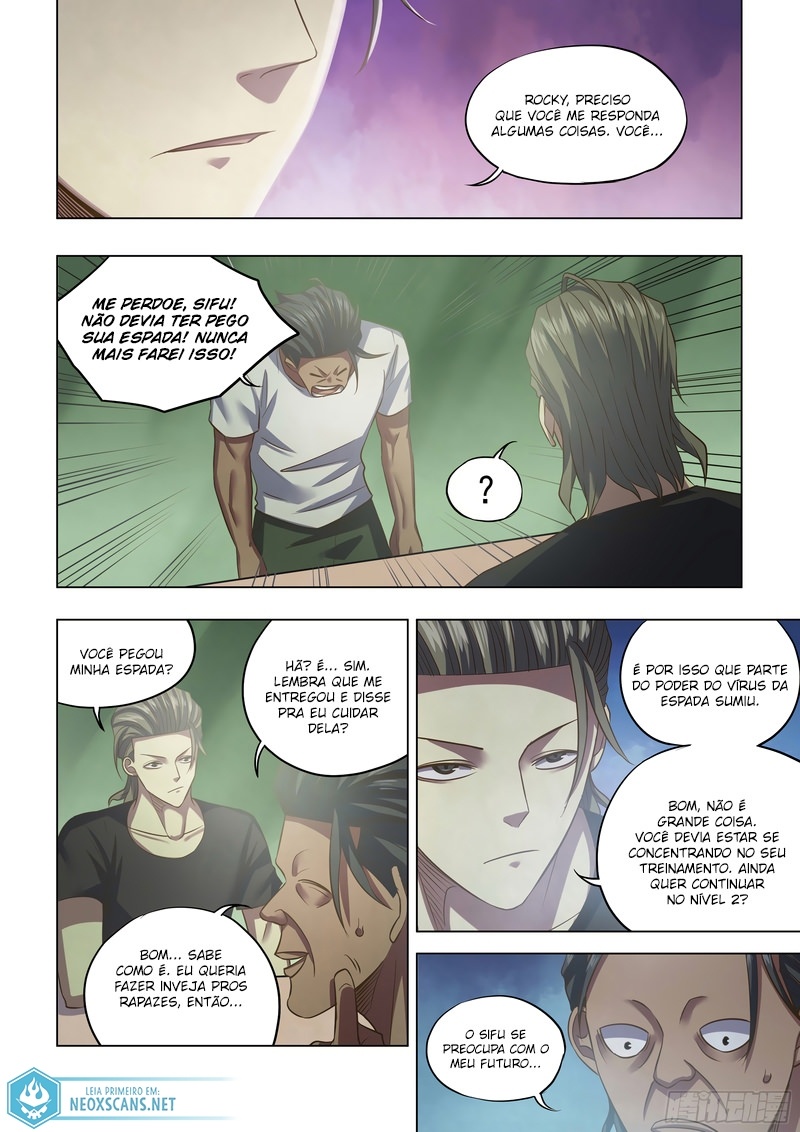 ROCKY, PRECISO
QUE VOCÊ ME RESPONDA
ALGUMAS COISAS. VOCÊ...
ME PERDOE, SIFU!
NÃO DEVIA TER PEGO
SUA ESPADA! NUNCA
MAIS FAREI ISSO!
?
VOCÊ PEGOU
MINHA ESPADA?
HÃ? É... SIM.
LEMBRA QUE ME
ENTREGOU E DISSE
PRA EU CUIDAR
DELA?
BOM... SABE
COMO É. EU QUERIA
FAZER INVEJA PROS
RAPAZES, ENTÃO...
É POR ISSO QUE PARTE
DO PODER DO VÍRUS DA
ESPADA SUMIU.
BOM, NÃO É
GRANDE COISA.
VOCÊ DEVIA ESTAR SE
CONCENTRANDO NO SEU
TREINAMENTO. AINDA
QUER CONTINUAR
NO NÍVEL 2?
O SIFU SE
PREOCUPA COM O
MEU FUTURO...
LEIA PRIMEIRO EM:
NEOXSCANS.NET
腾讯动漫